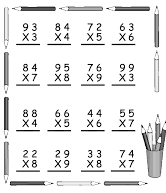 93 84 72 63
X3 X4 X5 X6
84 95 76 99
X7 X8 X9 X3
88 66 44 55
X4 X5 X6 X7
22 29 33 74
X8 X9 X8 X7